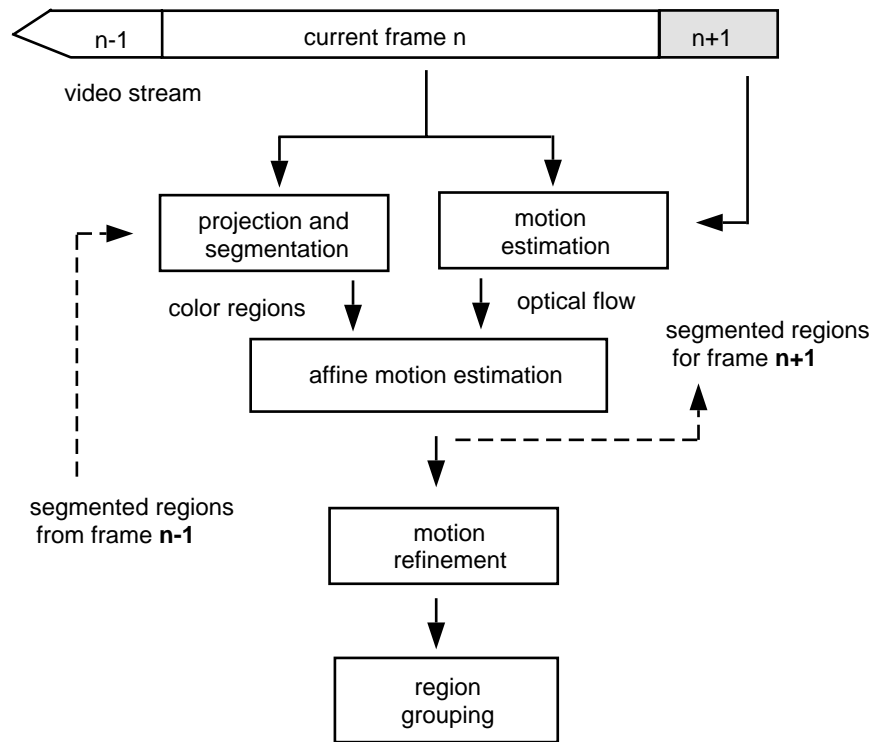 n-1
current frame n
n+1
video stream
projection and
segmentation
motion
estimation
color regions
optical flow
segmented regions
for frame n+1
affine motion estimation
segmented regions
from frame n-1
motion
refinement
region
grouping